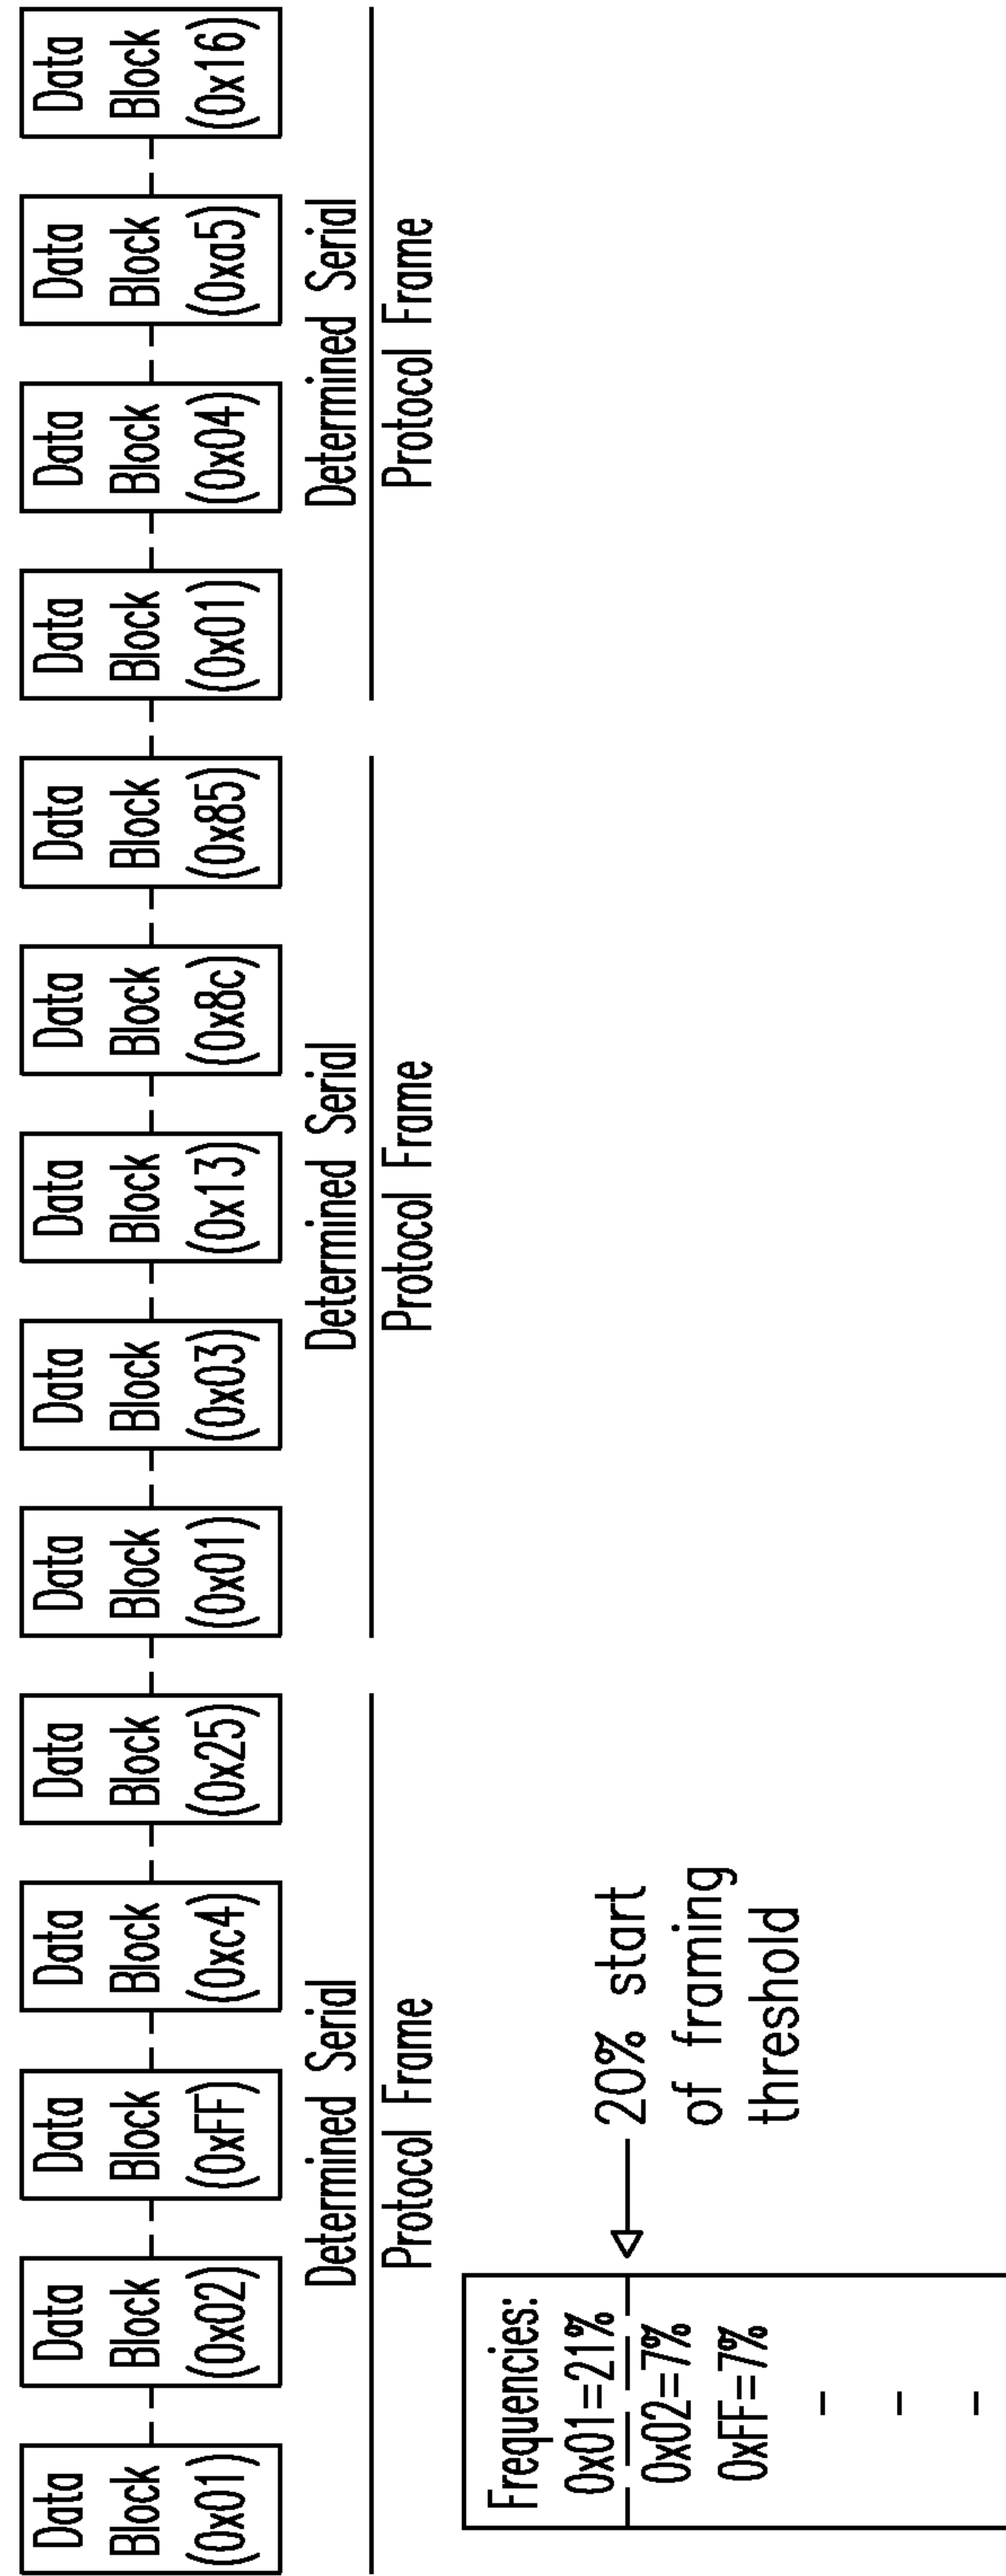 Data
Block
(0x01)
Data
Block
(0x02)
Data
Block
(0xFF)
Data
Block
(0xc4)
Data
Block
(0x25)
Data
Block
(0x01)
Data
Block
(0x03)
Data
Block
(0x13)
Data
Block
(0x8c)
Data
Block
(0x85)
Data
Block
(0x01)
Data
Block
(0x04)
Data
Block
(0xa5)
Data
Block
(0x16)
Determined Serial
Protocol Frame
Determined Serial
Protocol Frame
Determined Serial
Protocol Frame
Frequencies:
0x01=21%
0x02=7%
0xFF=7%
-
-
-
20% start
of framing
threshold